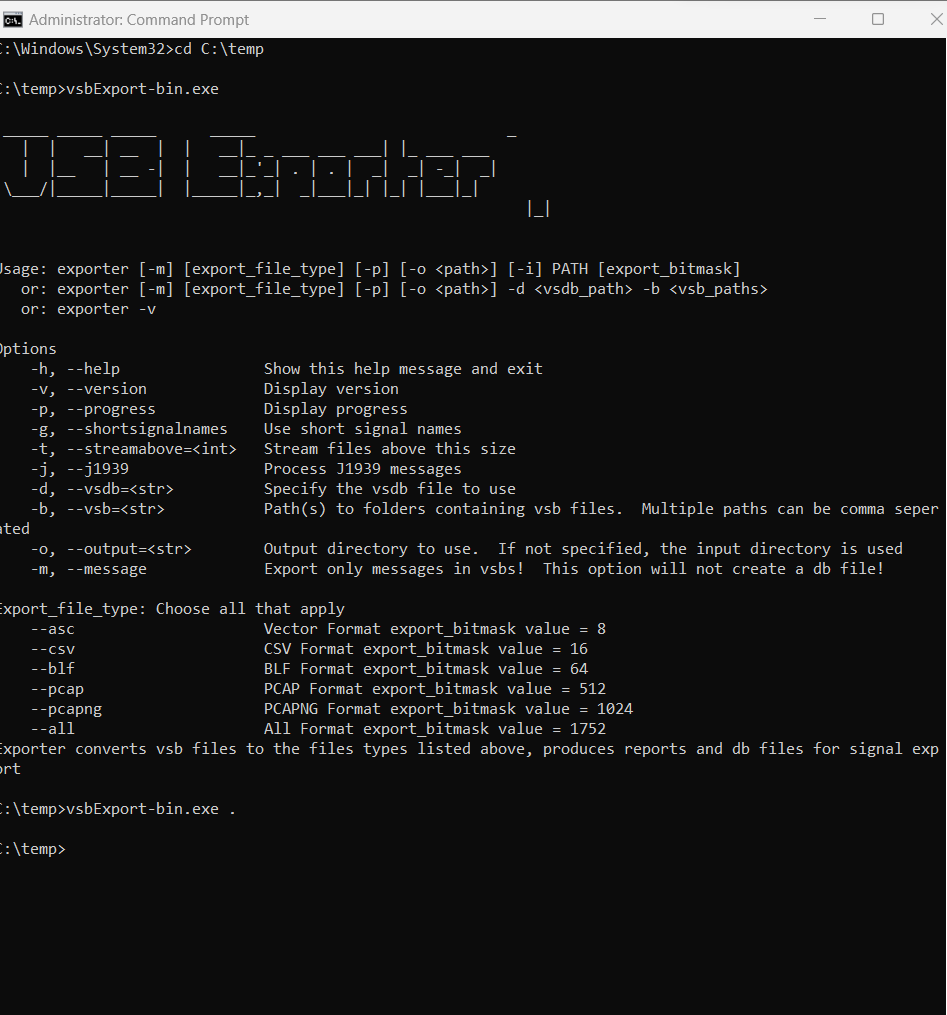 Administrator: Command Prompt
C:\Windows\System32>cd C:\temp
C:\temp>vsbExport-bin.exe
VSB Exporter
Usage: exporter [-m] [export_file_type] [-p] [-o <path>] [-i] PATH [export_bitmask]
or: exporter [-m] [export_file_type] [-p] [-o <path>] -d <vsdb_path> -b <vsb_paths>
or: exporter -v
Options
-h, --help Show this help message and exit
-v, --version Display version
-p, --progress Display progress
-g, --shortsignalnames Use short signal names
-t, --streamabove=<int> Stream files above this size
-j, --j1939 Process J1939 messages
-d, --vsdb=<str> Specify the vsdb file to use
-b, --vsb=<str> Path(s) to folders containing vsb files.  Multiple paths can be comma seper
ated
-o, --output=<str> Output directory to use.  If not specified, the input directory is used
-m, --message Export only messages in vsbs!  This option will not create a db file!
Export_file_type: Choose all that apply
--asc Vector Format export_bitmask value = 8
--csv CSV Format export_bitmask value = 16
--blf BLF Format export_bitmask value = 64
--pcap PCAP Format export_bitmask value = 512
--pcapng PCAPNG Format export_bitmask value = 1024
--all All Format export_bitmask value = 1752
Exporter converts vsb files to the files types listed above, produces reports and db files for signal exp
ort
C:\temp>vsbExport-bin.exe .
C:\temp>